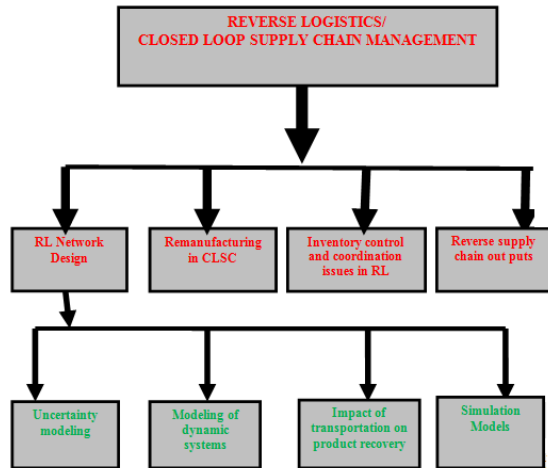 REVERSE LOGISTICS/
CLOSED LOOP SUPPLY CHAIN MANAGEMENT
RL Network
Design
Remanufacturing
in CLSC
Inventory control
and coordination
issues in RL
Reverse supply
chain out puts
Uncertainty
modeling
Modeling of
dynamic
systems
Impact of
transportation on
product recovery
Simulation
Models